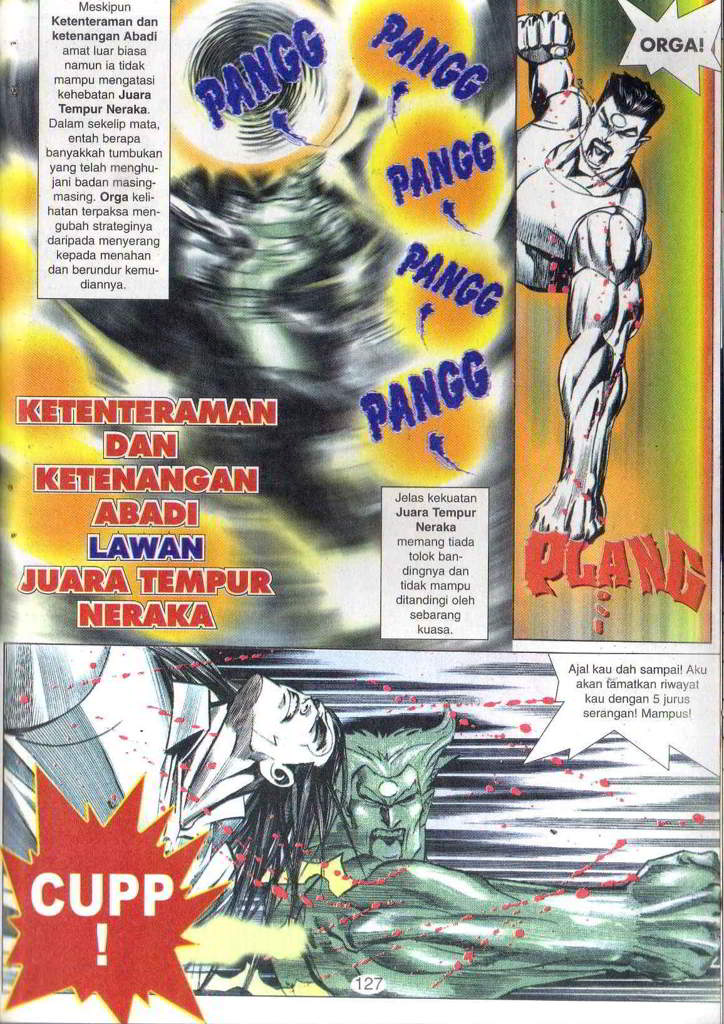 Meskipun
Ketenteraman dan
ketenangan Abadi
amat luar biasa
namun ia tidak
mampu mengatasi
kehebatan Juara
Tempur Neraka.
Dalam sekelip mata,
entah berapa
banyakkah tumbukan
yang telah menghu-
jani badan masing-
masing. Orga keli-
hatan terpaksa men-
gubah strateginya
daripada menyerang
kepada menahan
dan berundur kemu-
diannya.
PANGG
PANGG
PANGG
PANGG
PANGG
ORGA!
KETENTERAMAN
DAN
KETENANGAN
ABADI
LAWAN
JUARA TEMPUR
NERAKA
Jelas kekuatan
Juara Tempur
Neraka
memang tiada
tolok ban-
dingnya dan
tidak mampu
ditandingi oleh
sebarang
kuasa.
PLANG
...
Ajal kau dah sampai! Aku
akan tamatkan riwayat
kau dengan 5 jurus
serangan! Mampus!
CUPP
!
127